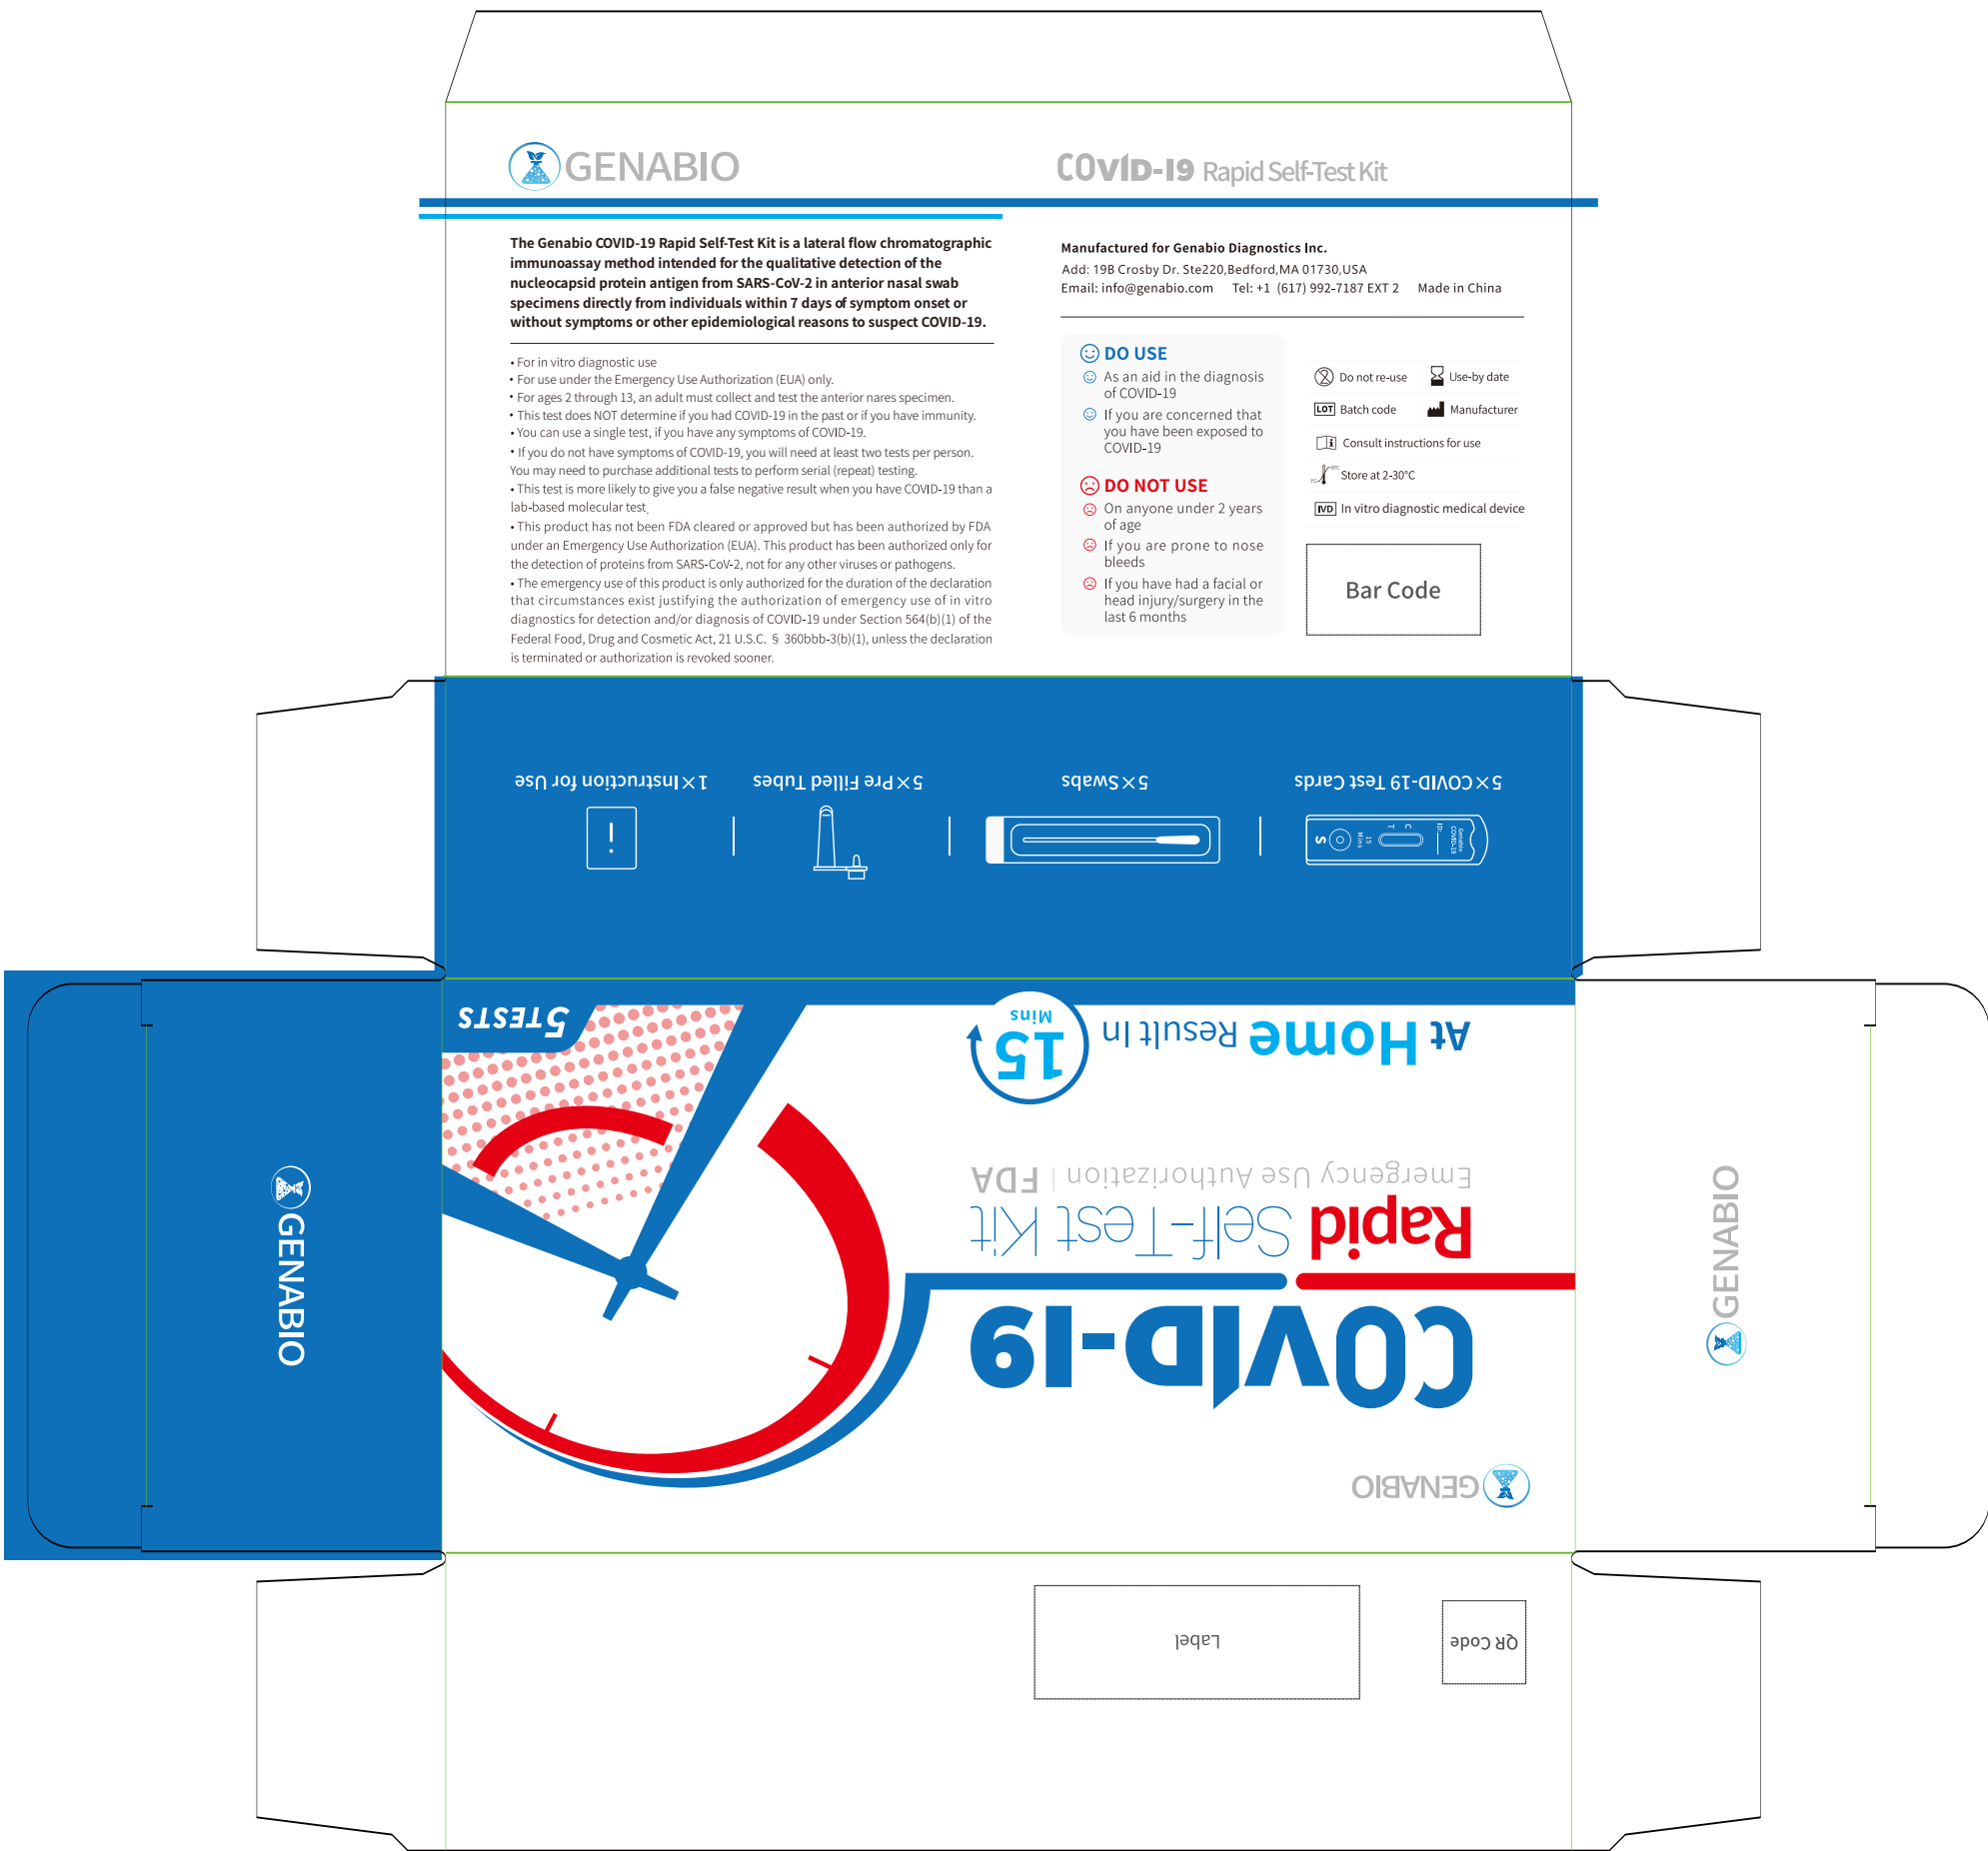 GENABIO
COVID-19 Rapid Self-Test Kit
The Genabio COVID-19 Rapid Self-Test Kit is a lateral flow chromatographic
immunoassay method intended for the qualitative detection of the
nucleocapsid protein antigen from SARS-CoV-2 in anterior nasal swab
specimens directly from individuals within 7 days of symptom onset or
without symptoms or other epidemiological reasons to suspect COVID-19.
• For in vitro diagnostic use
• For use under the Emergency Use Authorization (EUA) only.
• For ages 2 through 13, an adult must collect and test the anterior nares specimen.
• This test does NOT determine if you had COVID-19 in the past or if you have immunity.
• You can use a single test, if you have any symptoms of COVID-19.
• If you do not have symptoms of COVID-19, you will need at least two tests per person.
You may need to purchase additional tests to perform serial (repeat) testing.
• This test is more likely to give you a false negative result when you have COVID-19 than a
lab-based molecular test.
• This product has not been FDA cleared or approved but has been authorized by FDA
under an Emergency Use Authorization (EUA). This product has been authorized only for
the detection of proteins from SARS-CoV-2, not for any other viruses or pathogens.
• The emergency use of this product is only authorized for the duration of the declaration
that circumstances exist justifying the authorization of emergency use of in vitro
diagnostics for detection and/or diagnosis of COVID-19 under Section 564(b)(1) of the
Federal Food, Drug and Cosmetic Act, 21 U.S.C. § 360bbb-3(b)(1), unless the declaration
is terminated or authorization is revoked sooner.
Manufactured for Genabio Diagnostics Inc.
Add: 19B Crosby Dr. Ste220,Bedford,MA 01730,USA
Email: info@genabio.com Tel: +1 (617) 992-7187 EXT 2 Made in China
DO USE
As an aid in the diagnosis
of COVID-19
If you are concerned that
you have been exposed to
COVID-19
DO NOT USE
On anyone under 2 years
of age
If you are prone to nose
bleeds
If you have had a facial or
head injury/surgery in the
last 6 months
2 Do not re-use
Use-by date
LOT Batch code
Manufacturer
i Consult instructions for use
2°C 30°C Store at 2-30°C
IVD In vitro diagnostic medical device
Bar Code
5×COVID-19 Test Cards
5×Swabs
5×Pre Filled Tubes
1×Instruction for Use
Genabio
COVID-19
ID:
C
T
15
Mins
S
!
GENABIO
COVID-19
Rapid Self-Test Kit
Emergency Use Authorization | FDA
At Home Result In 15 Mins
5 TESTS
GENABIO
GENABIO
QR Code
Label